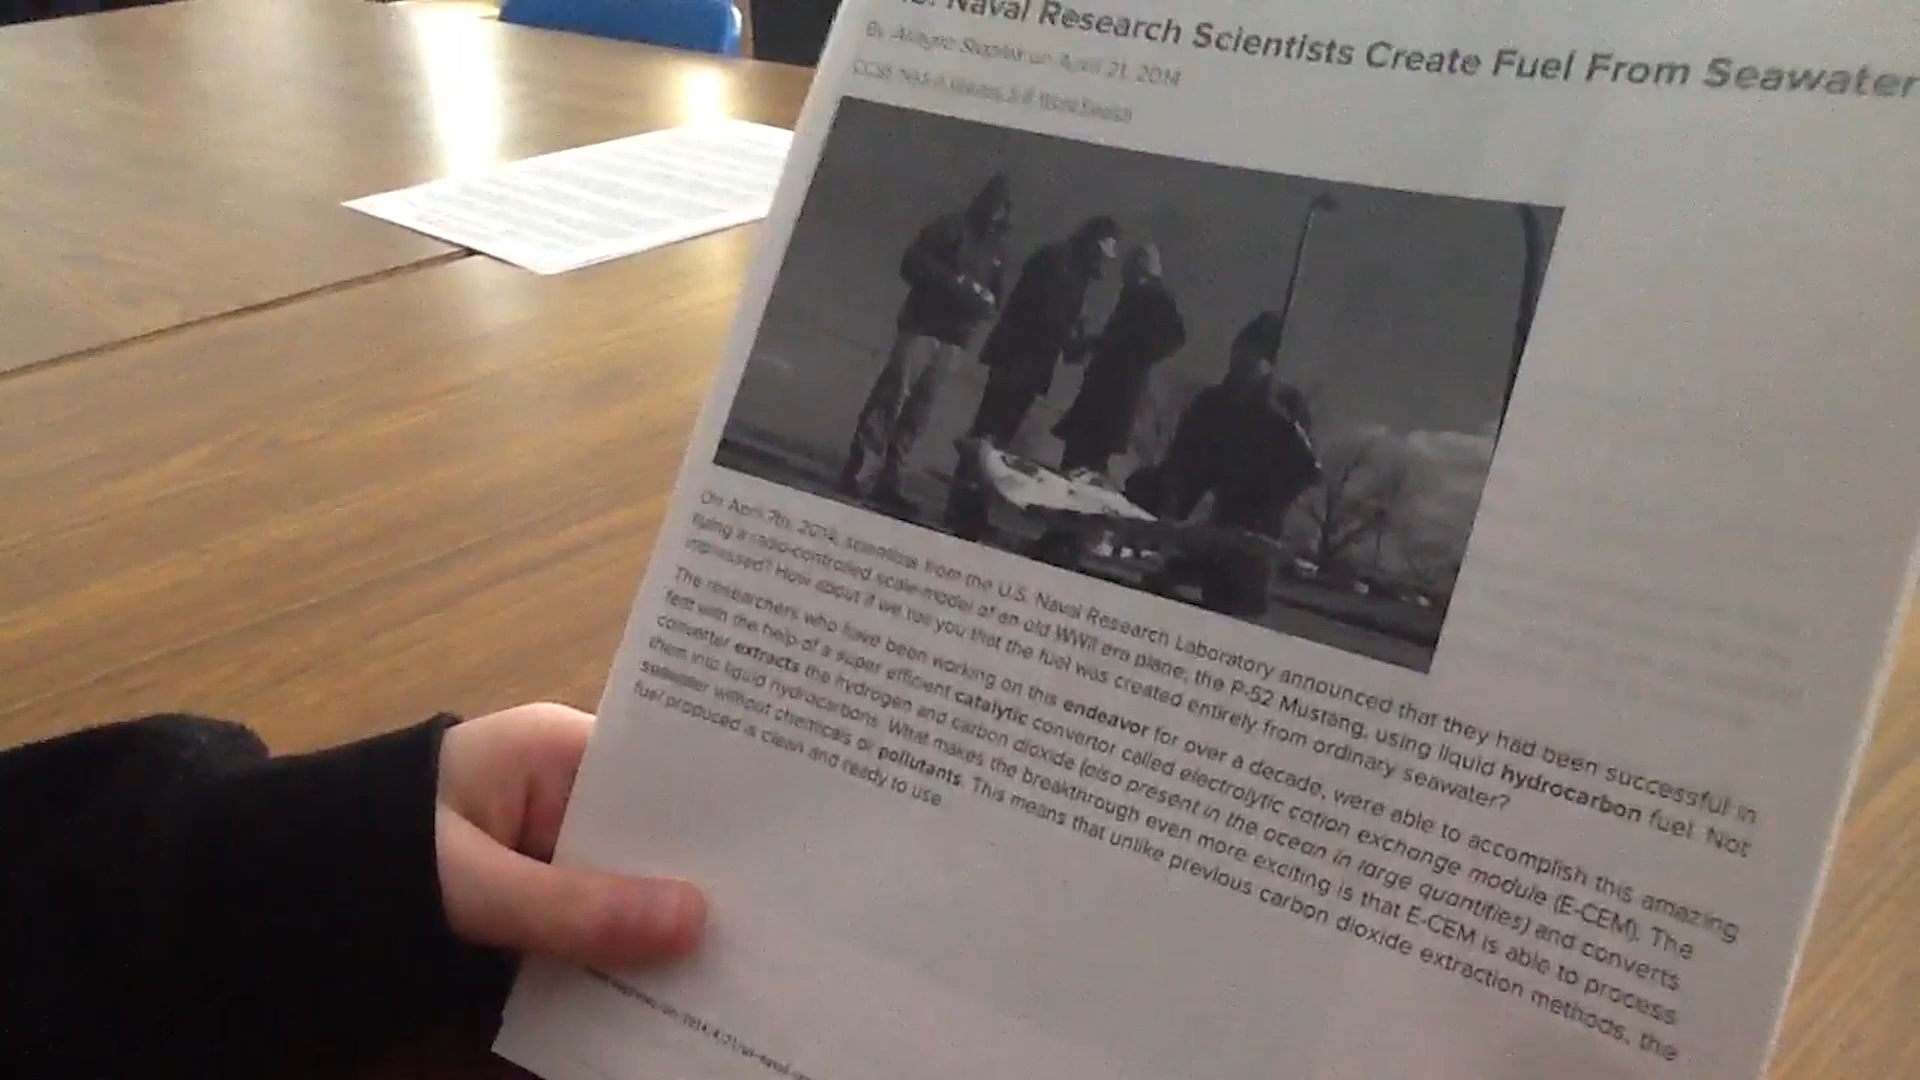 Naval Research Scientists Create Fuel From Seawater
By on April 21, 2014
On April 7th, scientists from the U.S. Naval Research Laboratory announced that they had been successful in
flying a radio-controlled scale-model of an old WWII era plane, the P-52 Mustang, using liquid hydrocarbon fuel. Not
impressed? How about if we tell you that the fuel was created entirely from ordinary seawater?
The researchers who have been working on this endeavor for over a decade, were able to accomplish this amazing
feat with the help of a super efficient catalytic convertor called electrolytic cation exchange module (E-CEM). The
converter extracts the hydrogen and carbon dioxide (also present in the ocean in large quantities) and converts
them into liquid hydrocarbons. What makes the breakthrough even more exciting is that E-CEM is able to process
seawater without chemicals or pollutants. This means that unlike previous carbon dioxide extraction methods, the
fuel produced is clean and ready to use